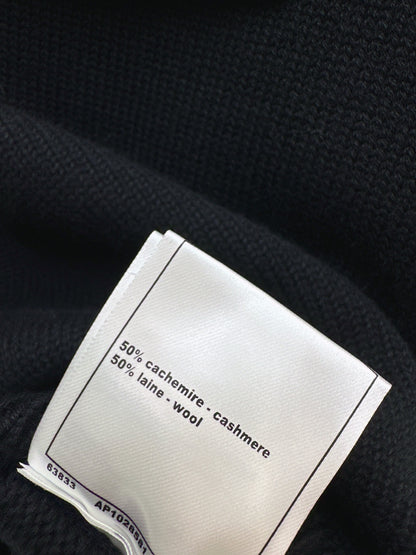 50% cachemire - cashmere
50% laine - wool
63833